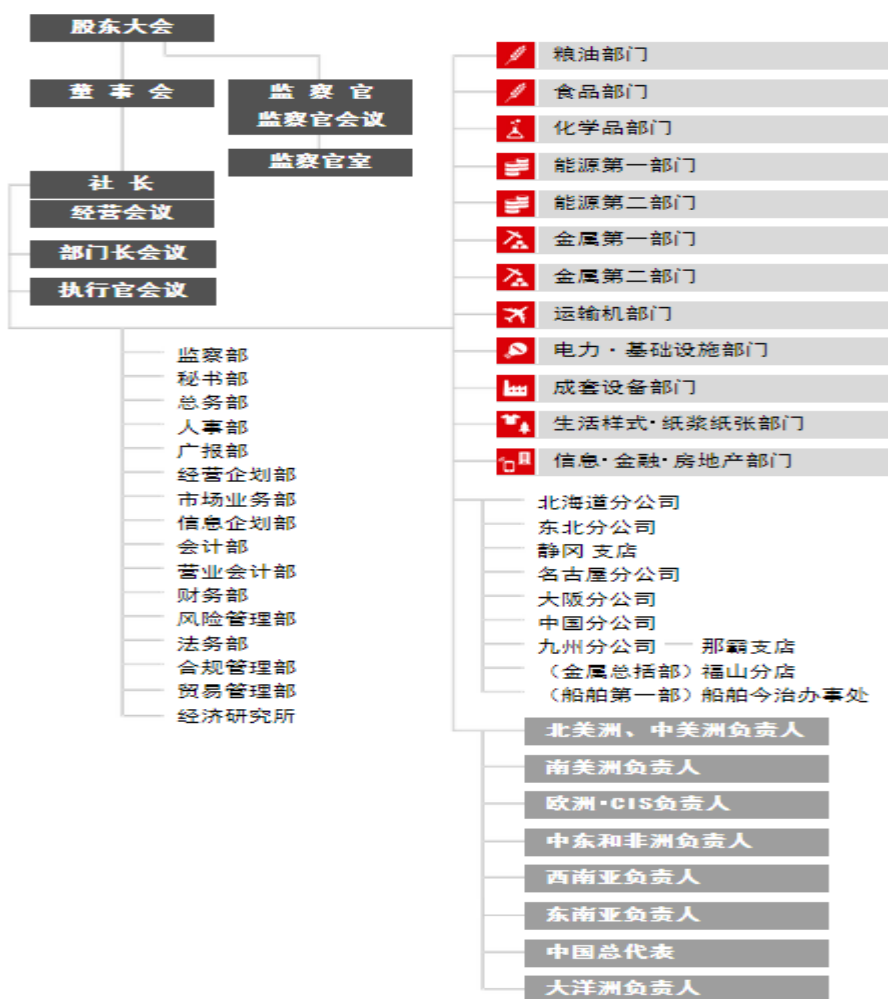 股东大会
董 事 会
监 察 官
监察官会议
监察官室
社 长
经营会议
部门长会议
执行官会议
监察部
秘书部
总务部
人事部
广报部
经营企划部
市场业务部
信息企划部
会计部
营业会计部
财务部
风险管理部
法务部
合规管理部
贸易管理部
经济研究所
粮油部门
食品部门
化学品部门
能源第一部门
能源第二部门
金属第一部门
金属第二部门
运输机部门
电力・基础设施部门
成套设备部门
生活样式・纸浆纸张部门
信息・金融・房地产部门
北海道分公司
东北分公司
静冈 支店
名古屋分公司
大阪分公司
中国分公司
九州分公司 — 那霸支店
（金属总括部）福山分店
（船舶第一部）船舶今治办事处
北美洲、中美洲负责人
南美洲负责人
欧洲・CIS负责人
中东和非洲负责人
西南亚负责人
东南亚负责人
中国总代表
大洋洲负责人